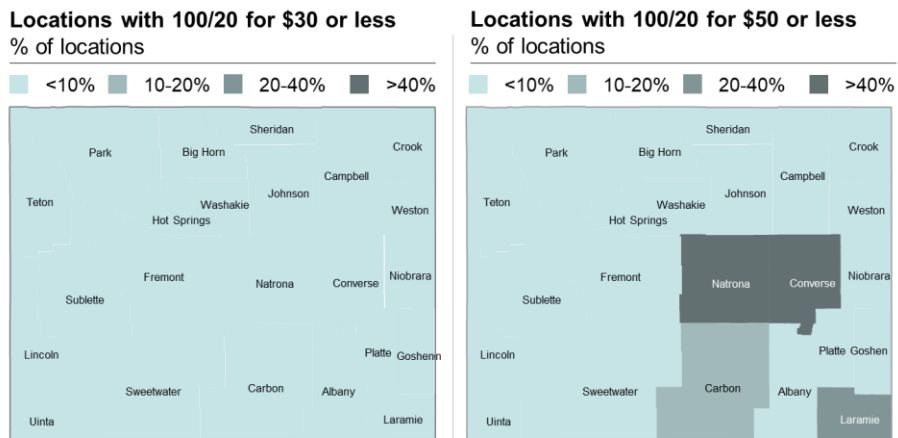 Locations with 100/20 for $30 or less
% of locations
<10% 10-20% 20-40% >40%
Sheridan
Park Big Horn Crook
Campbell
Johnson
Teton Washakie Weston
Hot Springs
Fremont Niobrara
Natrona Converse
Sublette
Lincoln Platte Goshenn
Sweetwater Carbon Albany
Uinta Laramie
Locations with 100/20 for $50 or less
% of locations
<10% 10-20% 20-40% >40%
Sheridan
Park Big Horn Crook
Campbell
Johnson
Teton Washakie Weston
Hot Springs
Fremont Niobrara
Natrona Converse
Sublette
Lincoln Platte Goshen
Sweetwater Carbon Albany
Uinta Laramie